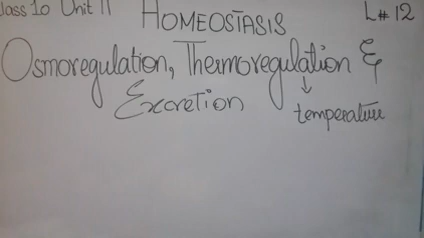 lass 10 Unit 11 HOMEOSTASIS L#12
Osmoregulation, Thermoregulation &
Excretion
temperature